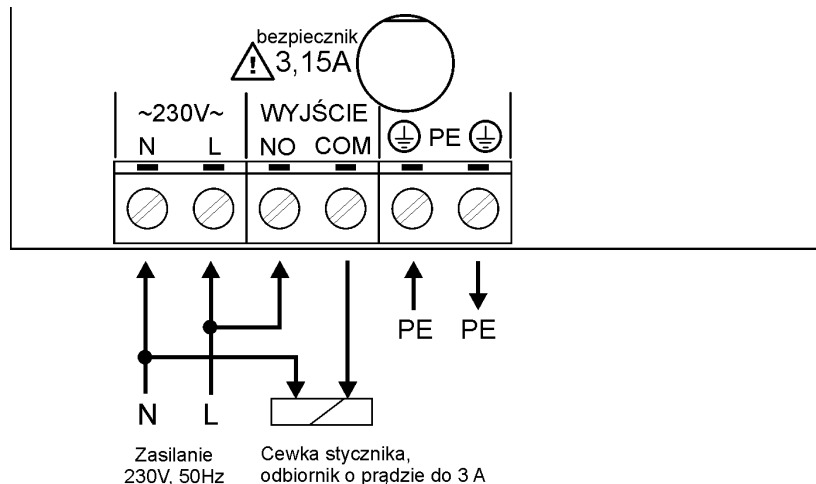 bezpiecznik
3,15A
~230V~ WYJŚCIE
N L NO COM PE
PE PE
N L
Zasilanie
230V, 50Hz
Cewka stycznika,
odbiornik o prądzie do 3 A